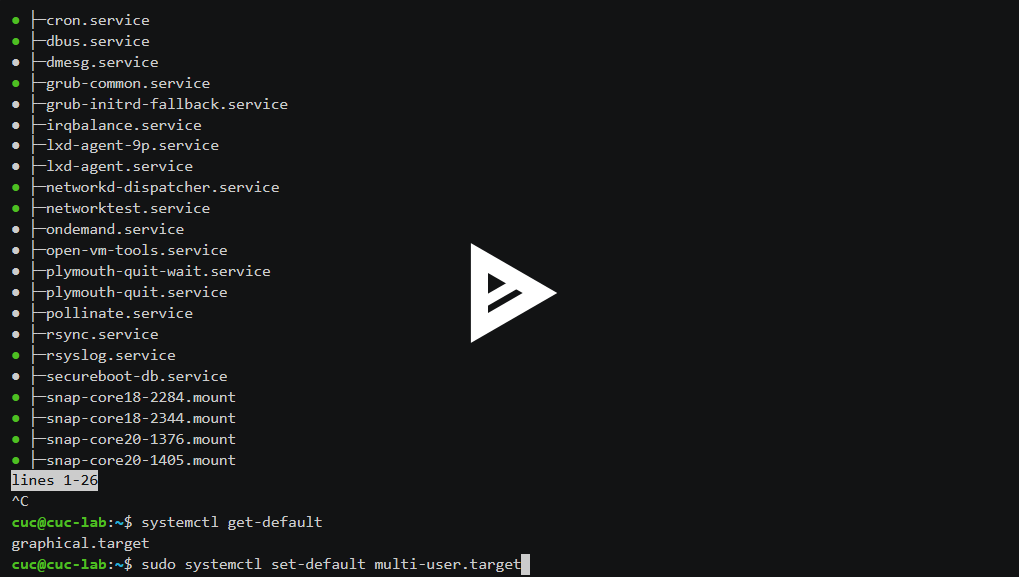 ● ├─cron.service
● ├─dbus.service
● ├─dmesg.service
● ├─grub-common.service
● ├─grub-initrd-fallback.service
● ├─irqbalance.service
● ├─lxd-agent-9p.service
● ├─lxd-agent.service
● ├─networkd-dispatcher.service
● ├─networktest.service
● ├─ondemand.service
● ├─open-vm-tools.service
● ├─plymouth-quit-wait.service
● ├─plymouth-quit.service
● ├─pollinate.service
● ├─rsync.service
● ├─rsyslog.service
● ├─secureboot-db.service
● ├─snap-core18-2284.mount
● ├─snap-core18-2344.mount
● ├─snap-core20-1376.mount
● ├─snap-core20-1405.mount
lines 1-26
^C
cuc@cuc-lab:~$ systemctl get-default
graphical.target
cuc@cuc-lab:~$ sudo systemctl set-default multi-user.target